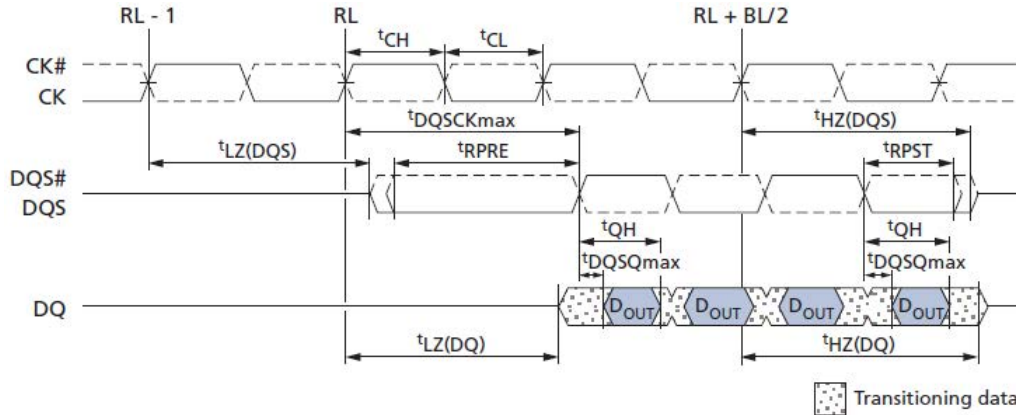 RL - 1
RL
RL + BL/2
tCH
tCL
CK#
CK
tDQSCKmax
tHZ(DQS)
tLZ(DQS)
tRPRE
tRPST
DQS#
DQS
tQH
tQH
tDQSQmax
tDQSQmax
DQ
DOUT
DOUT
DOUT
DOUT
tLZ(DQ)
tHZ(DQ)
Transitioning data